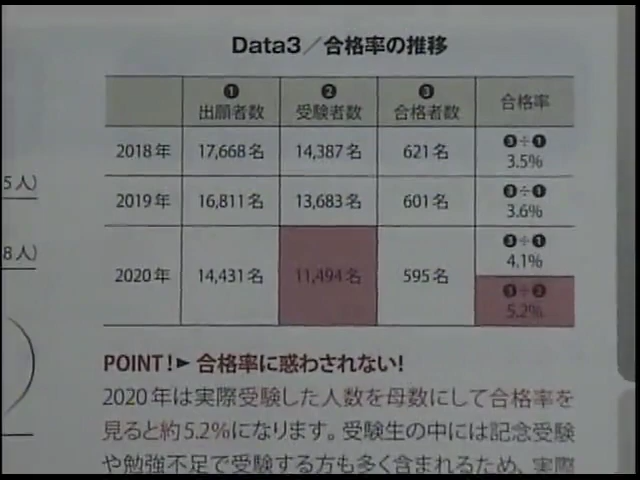 Data3／合格率の推移
❶ ❷ ❸
出願者数 受験者数 合格者数 合格率
2018年 17,668名 14,387名 621名 ❸÷❶ 3.5%
2019年 16,811名 13,683名 601名 ❸÷❶ 3.6%
2020年 14,431名 11,494名 595名 ❸÷❶ 4.1%
5.2%
5人)
8人)
POINT!▶合格率に惑わされない!
2020年は実際受験した人数を母数にして合格率を
見ると約5.2%になります。受験生の中には記念受験
や勉強不足で受験する方も多く含まれるため、実際